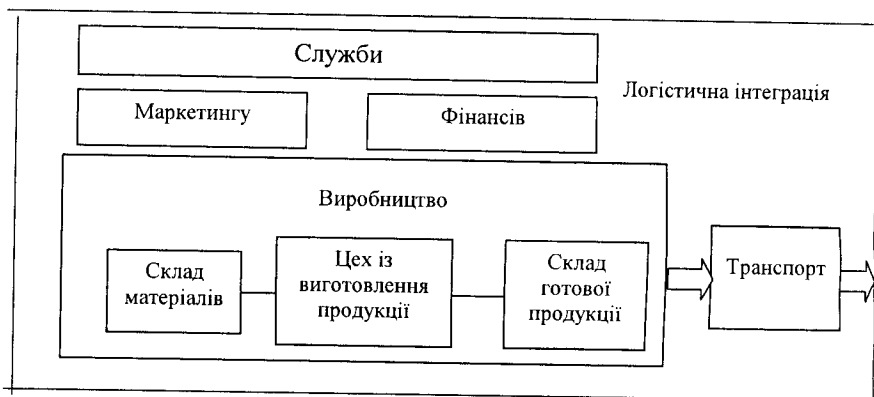 Служби
Логістична інтеграція
Маркетингу
Фінансів
Виробництво
Склад
матеріалів
Цех із
виготовлення
продукції
Склад
готової
продукції
Транспорт